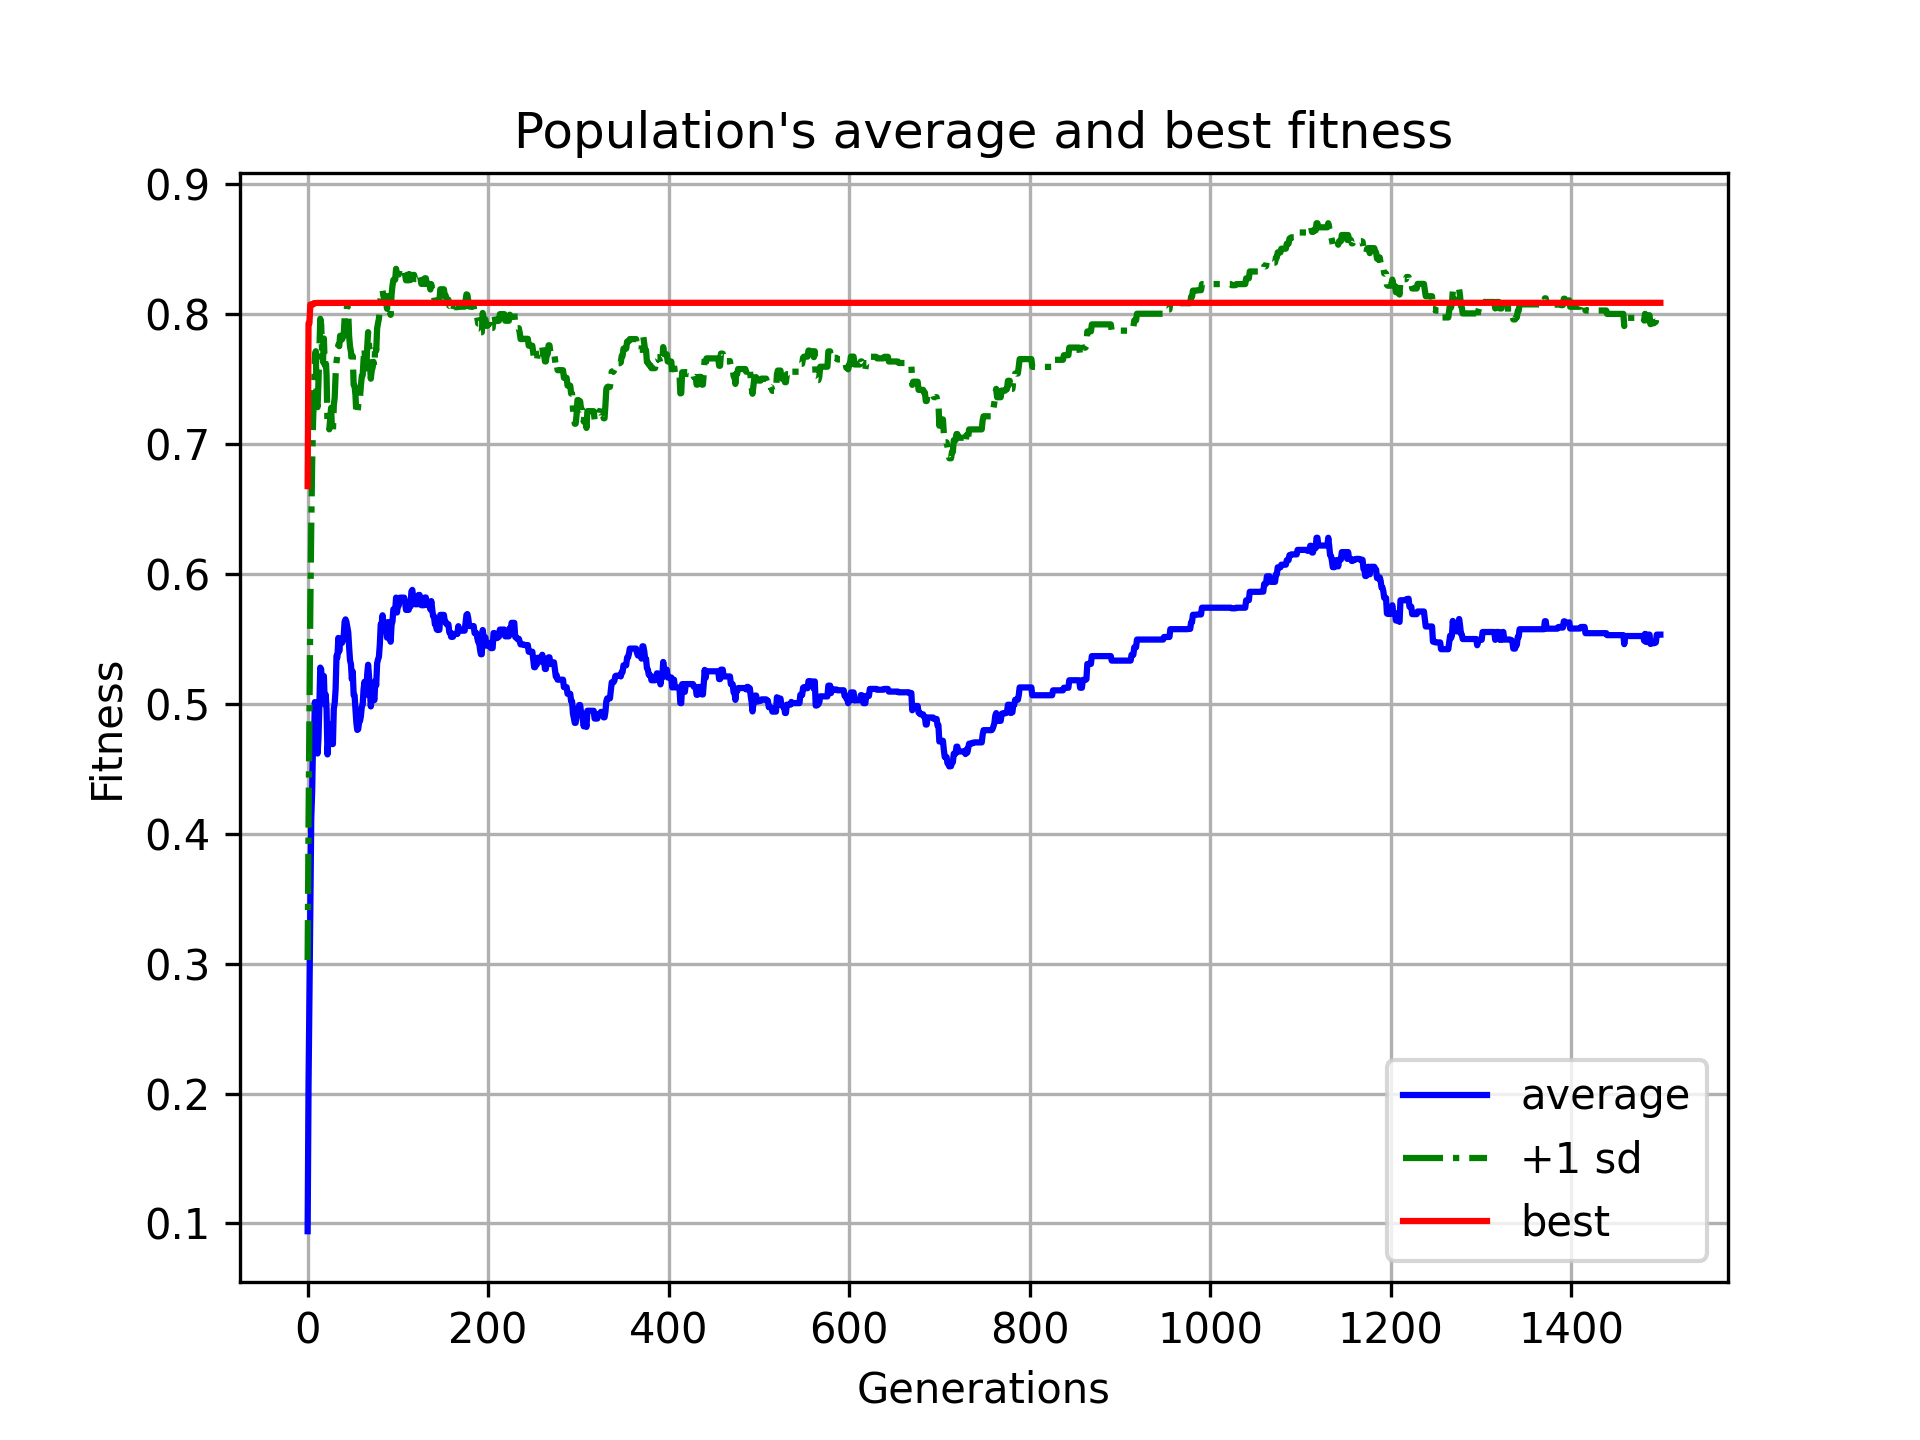 Population's average and best fitness
0.9
0.8
0.7
0.6
0.5
0.4
0.3
0.2
0.1
Fitness
average
+1 sd
best
0 200 400 600 800 1000 1200 1400
Generations